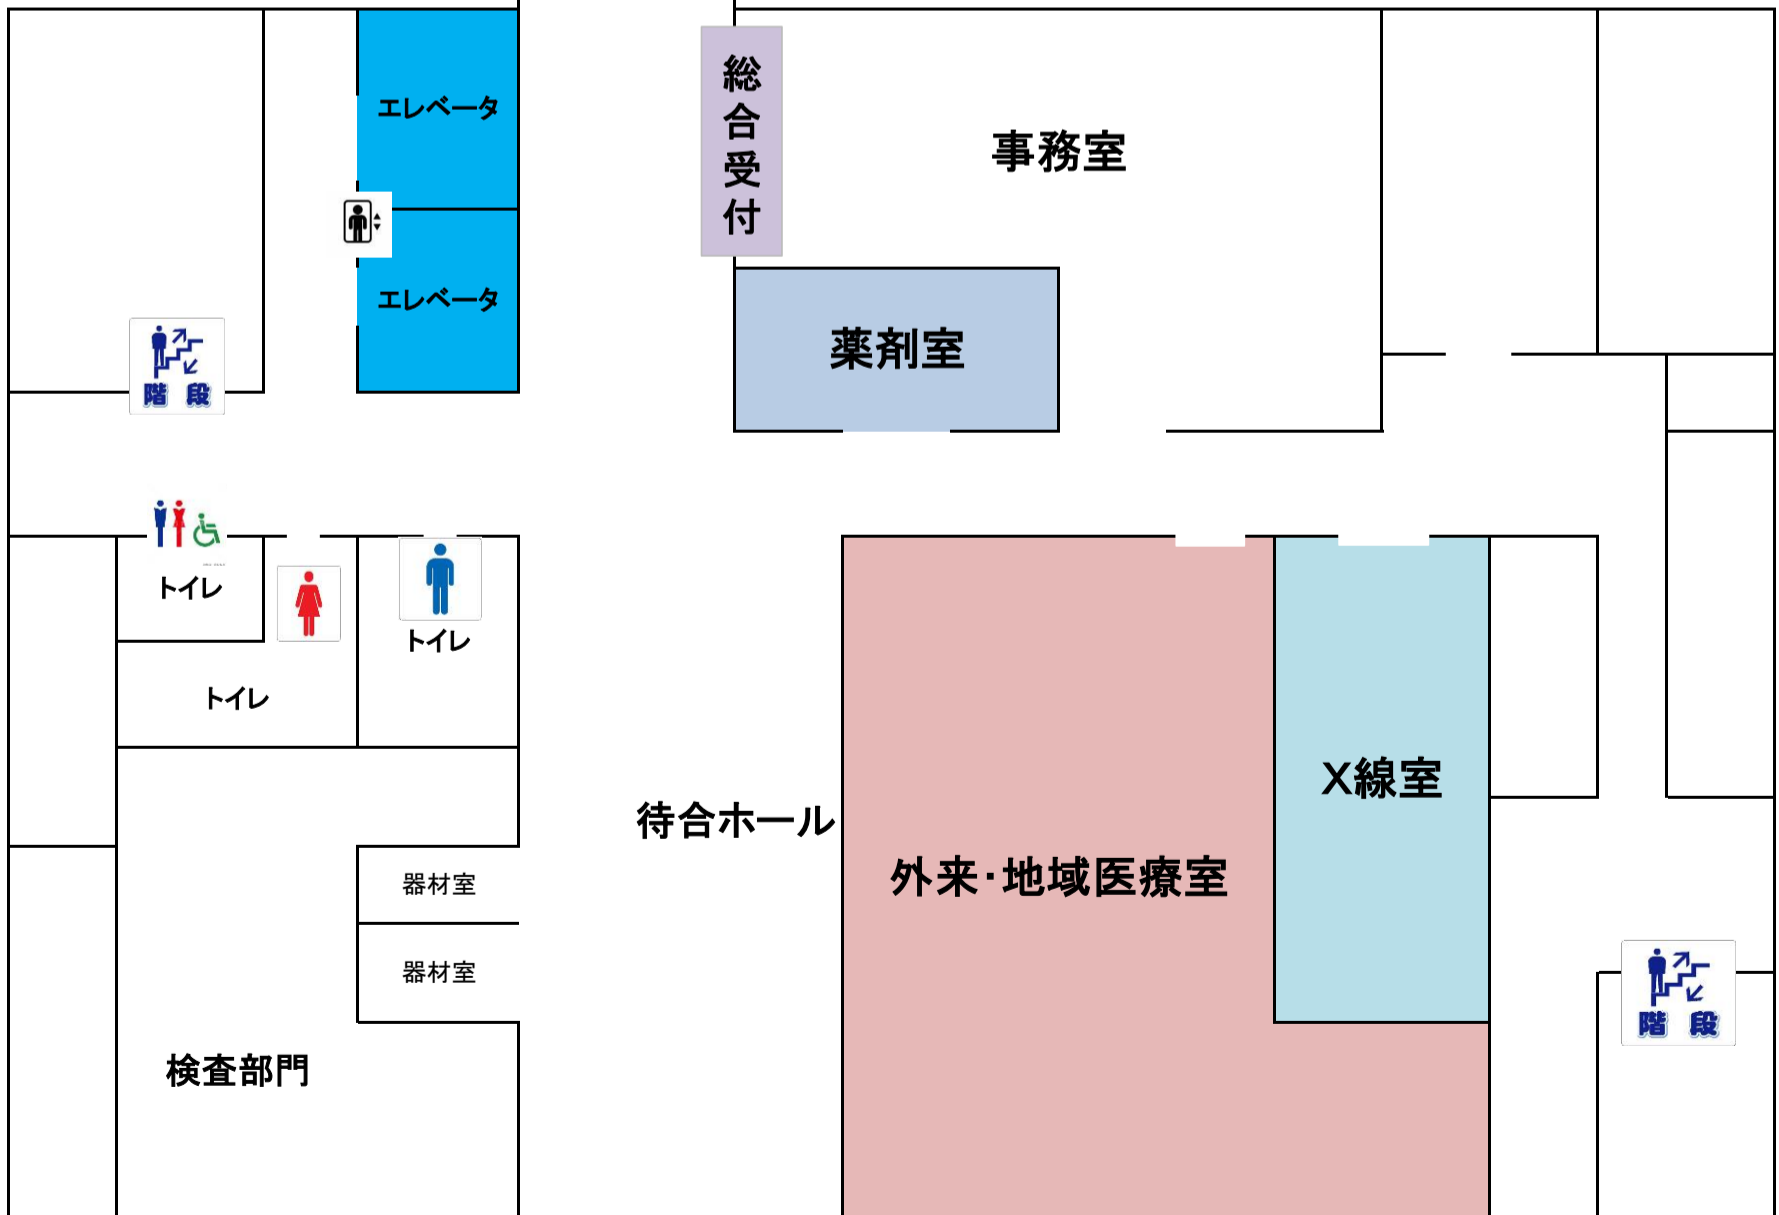 エレベータ
総合受付
事務室
エレベータ
薬剤室
階 段
トイレ
トイレ
トイレ
X線室
待合ホール
外来・地域医療室
器材室
器材室
階 段
検査部門